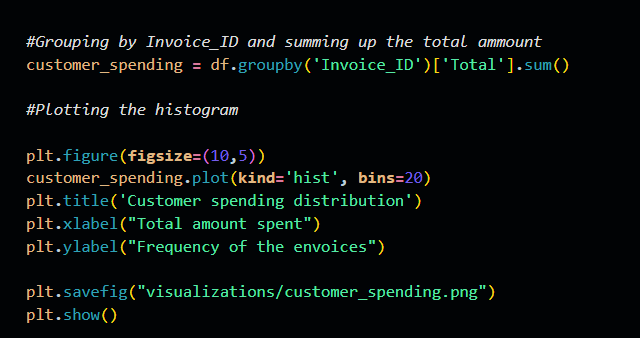 #Grouping by Invoice_ID and summing up the total ammount
customer_spending = df.groupby('Invoice_ID')['Total'].sum()
#Plotting the histogram
plt.figure(figsize=(10,5))
customer_spending.plot(kind='hist', bins=20)
plt.title('Customer spending distribution')
plt.xlabel("Total amount spent")
plt.ylabel("Frequency of the envoices")
plt.savefig("visualizations/customer_spending.png")
plt.show()